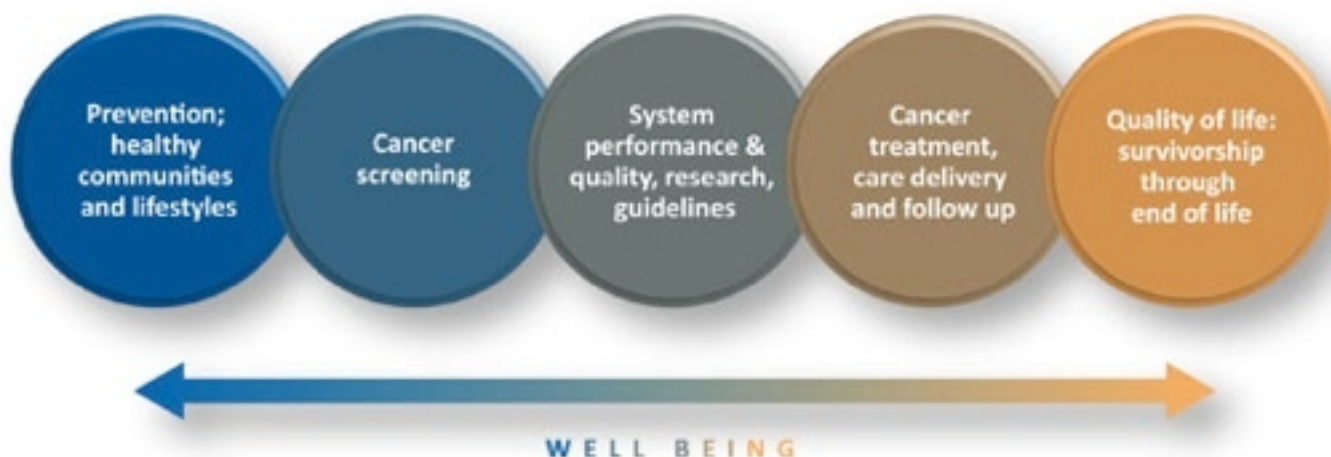 Prevention;
healthy
communities
and lifestyles
Cancer
screening
System
performance &
quality, research,
guidelines
Cancer
treatment,
care delivery
and follow up
Quality of life:
survivorship
through
end of life
WELL BEING